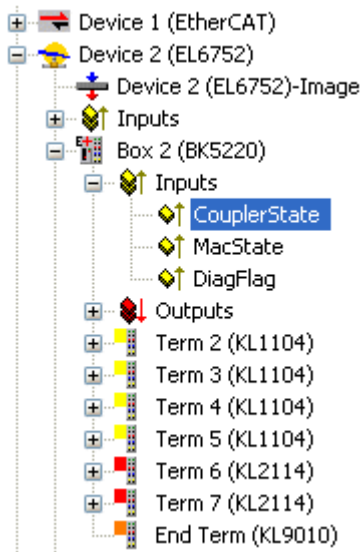 Device 1 (EtherCAT)
Device 2 (EL6752)
Device 2 (EL6752)-Image
Inputs
Box 2 (BK5220)
Inputs
CouplerState
MacState
DiagFlag
Outputs
Term 2 (KL1104)
Term 3 (KL1104)
Term 4 (KL1104)
Term 5 (KL1104)
Term 6 (KL2114)
Term 7 (KL2114)
End Term (KL9010)